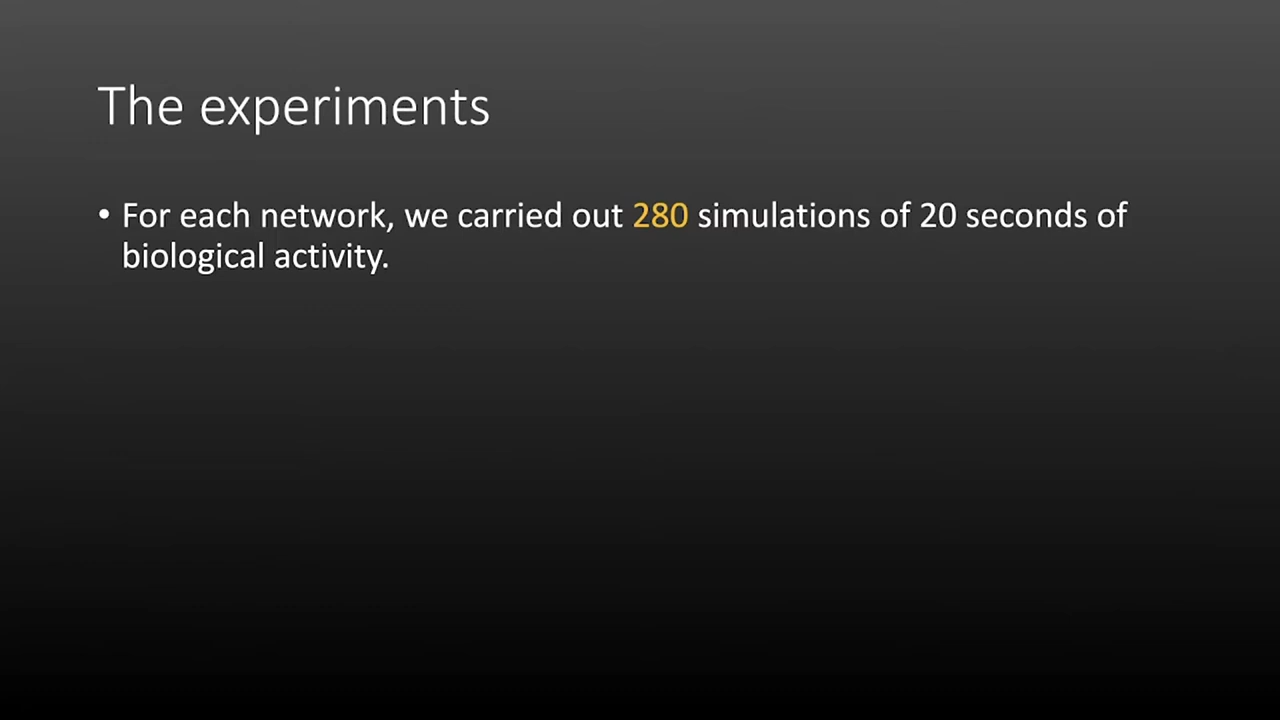 The experiments
• For each network, we carried out 280 simulations of 20 seconds of
biological activity.